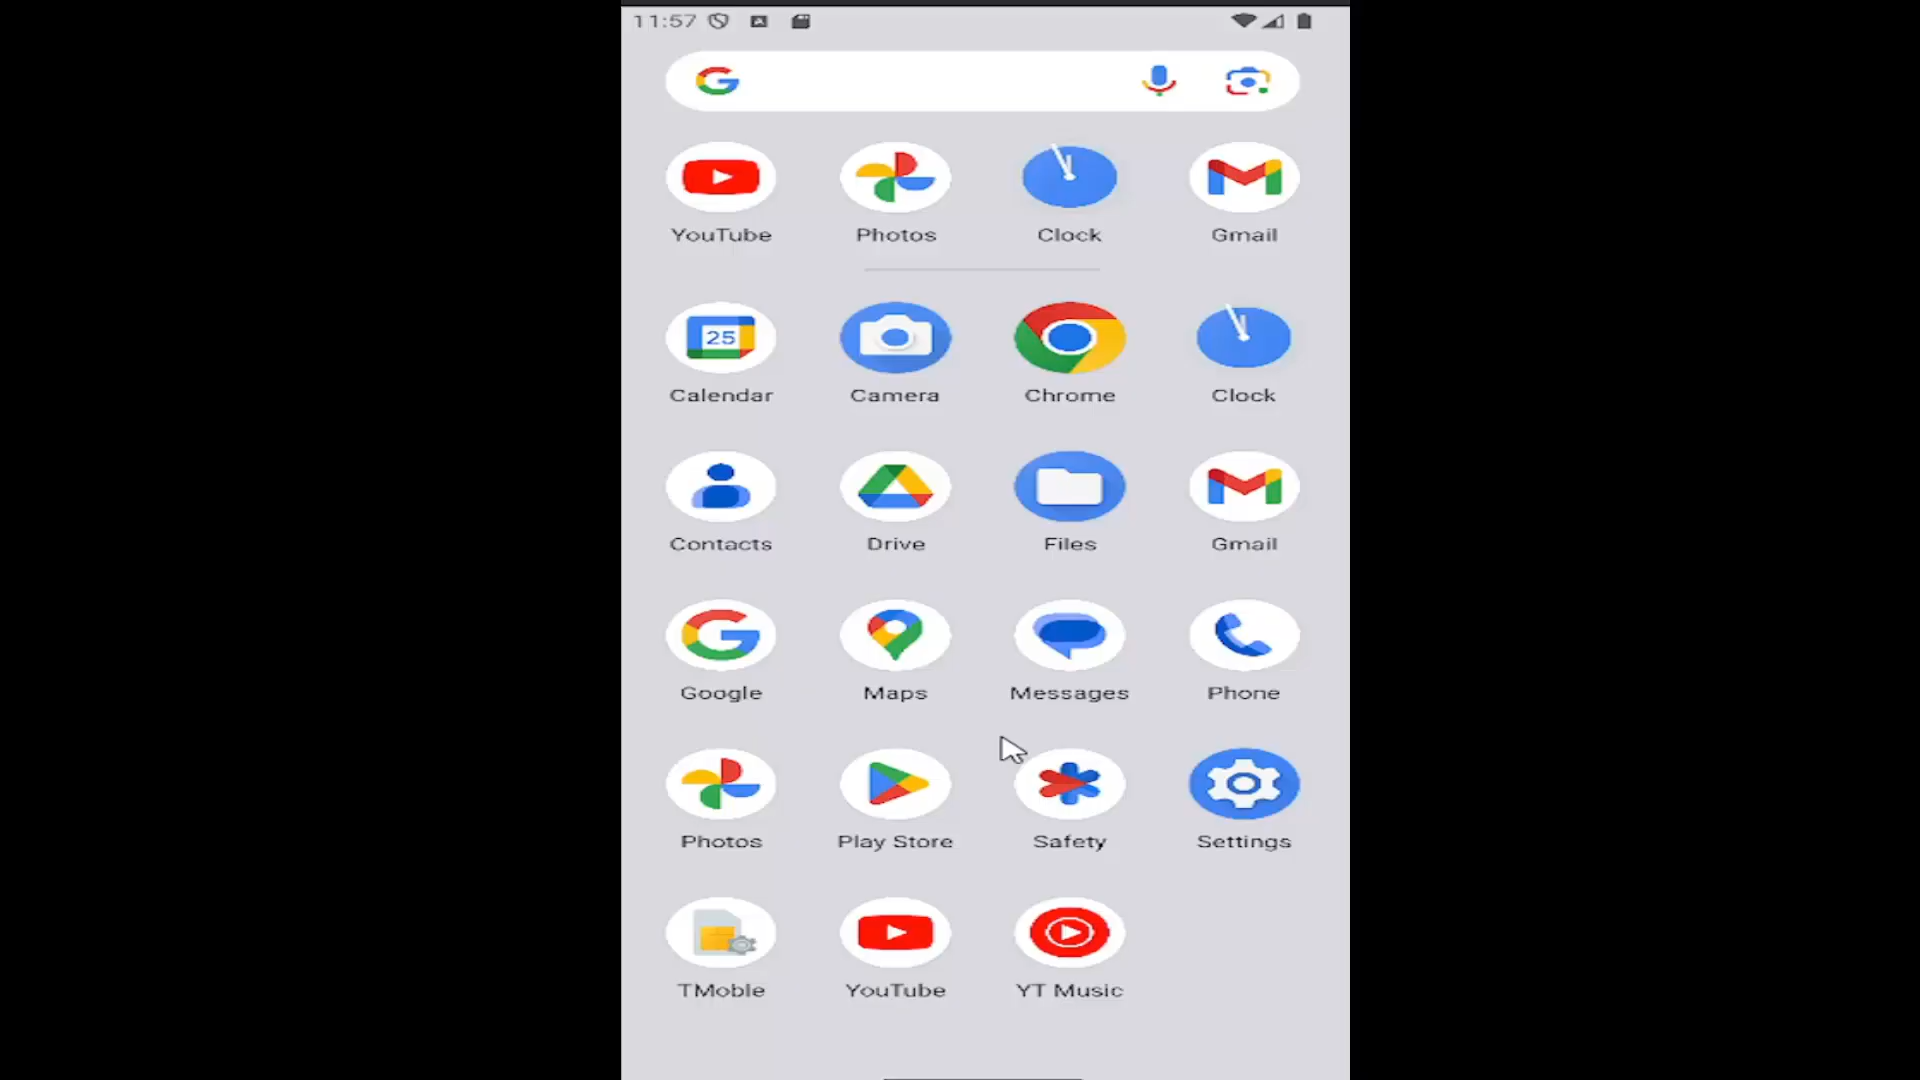 11:57
YouTube Photos Clock Gmail
25
Calendar Camera Chrome Clock
Contacts Drive Files Gmail
Google Maps Messages Phone
Photos Play Store Safety Settings
TMoble YouTube YT Music